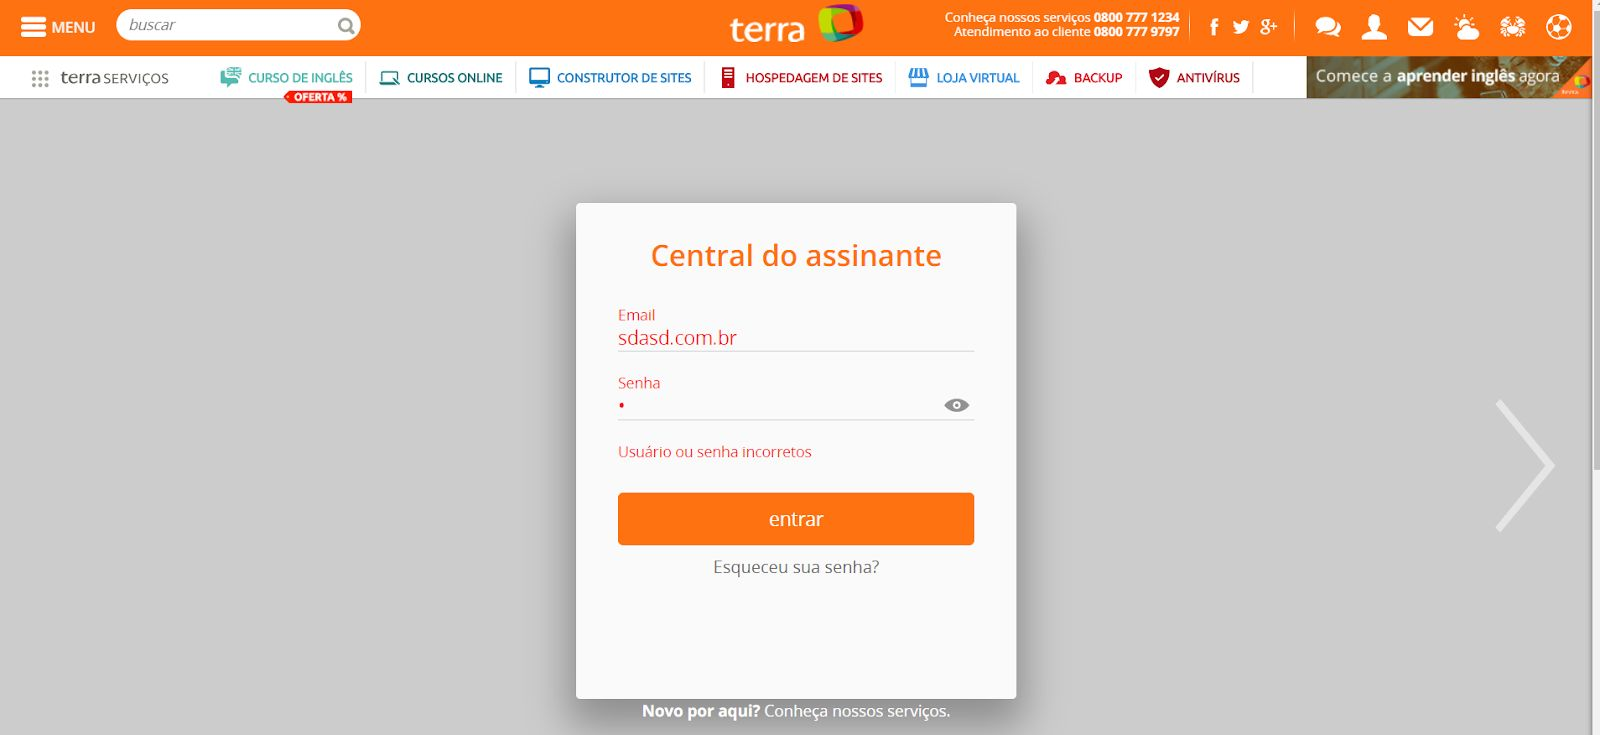 MENU
buscar
terra
Conheça nossos serviços 0800 777 1234
Atendimento ao cliente 0800 777 9797
f
g+
terra SERVIÇOS
CURSO DE INGLÊS
OFERTA %
CURSOS ONLINE
CONSTRUTOR DE SITES
HOSPEDAGEM DE SITES
LOJA VIRTUAL
BACKUP
ANTIVÍRUS
Comece a aprender inglês agora
Central do assinante
Email
sdasd.com.br
Senha
Usuário ou senha incorretos
entrar
Esqueceu sua senha?
Novo por aqui? Conheça nossos serviços.